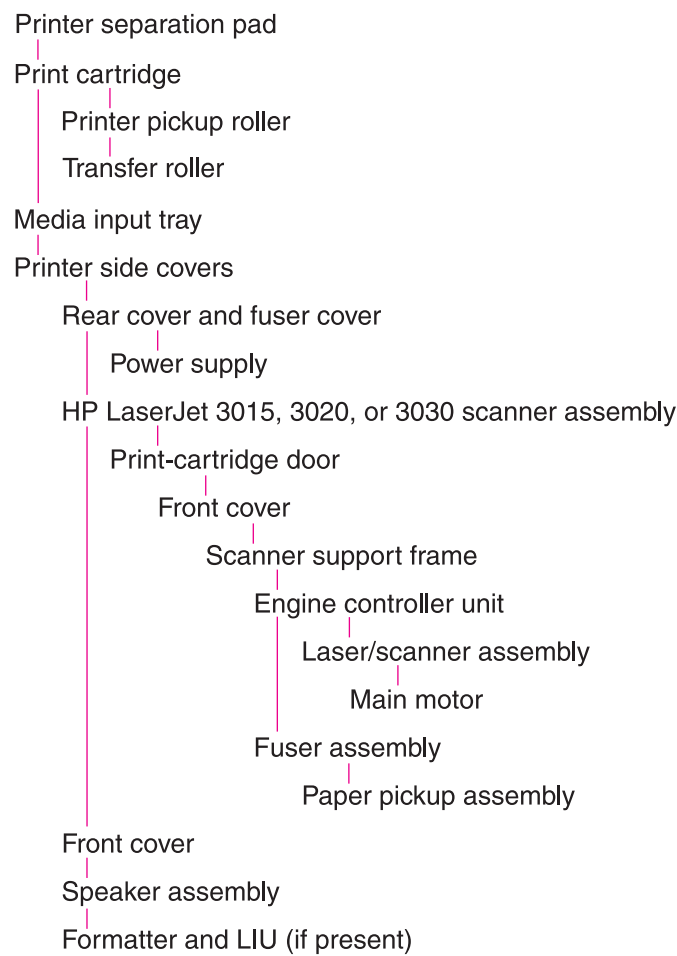 Printer separation pad
Print cartridge
Printer pickup roller
Transfer roller
Media input tray
Printer side covers
Rear cover and fuser cover
Power supply
HP LaserJet 3015, 3020, or 3030 scanner assembly
Print-cartridge door
Front cover
Scanner support frame
Engine controller unit
Laser/scanner assembly
Main motor
Fuser assembly
Paper pickup assembly
Front cover
Speaker assembly
Formatter and LIU (if present)